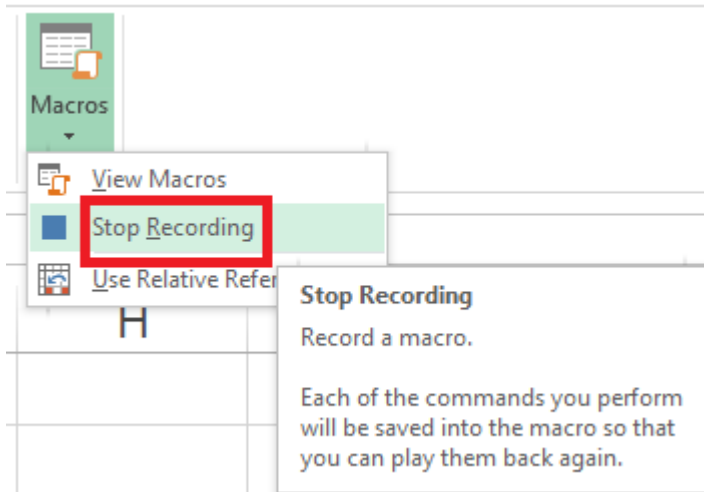 Macros
View Macros
Stop Recording
Use Relative Refer
H
Stop Recording
Record a macro.
Each of the commands you perform
will be saved into the macro so that
you can play them back again.